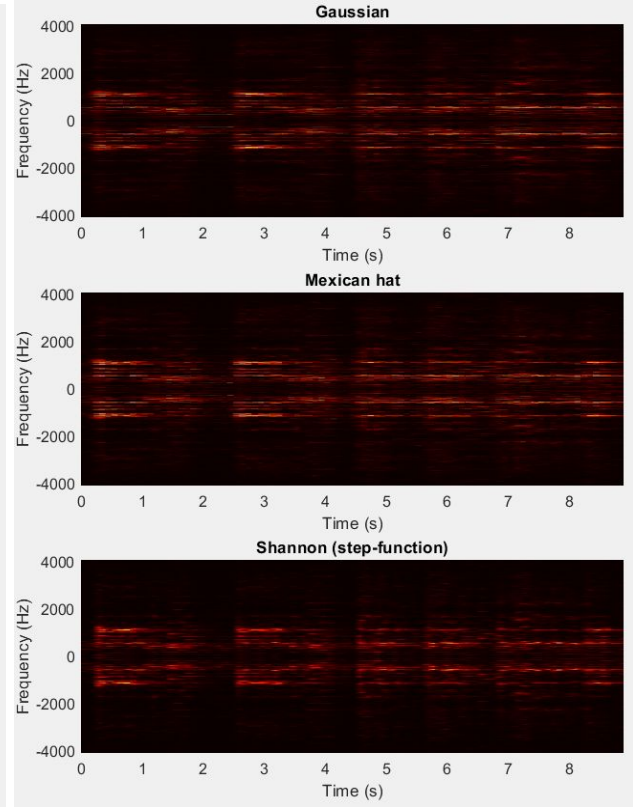 Gaussian
4000
2000
0
-2000
-4000
Frequency (Hz)
0 1 2 3 4 5 6 7 8
Time (s)
Mexican hat
4000
2000
0
-2000
-4000
Frequency (Hz)
0 1 2 3 4 5 6 7 8
Time (s)
Shannon (step-function)
4000
2000
0
-2000
-4000
Frequency (Hz)
0 1 2 3 4 5 6 7 8
Time (s)